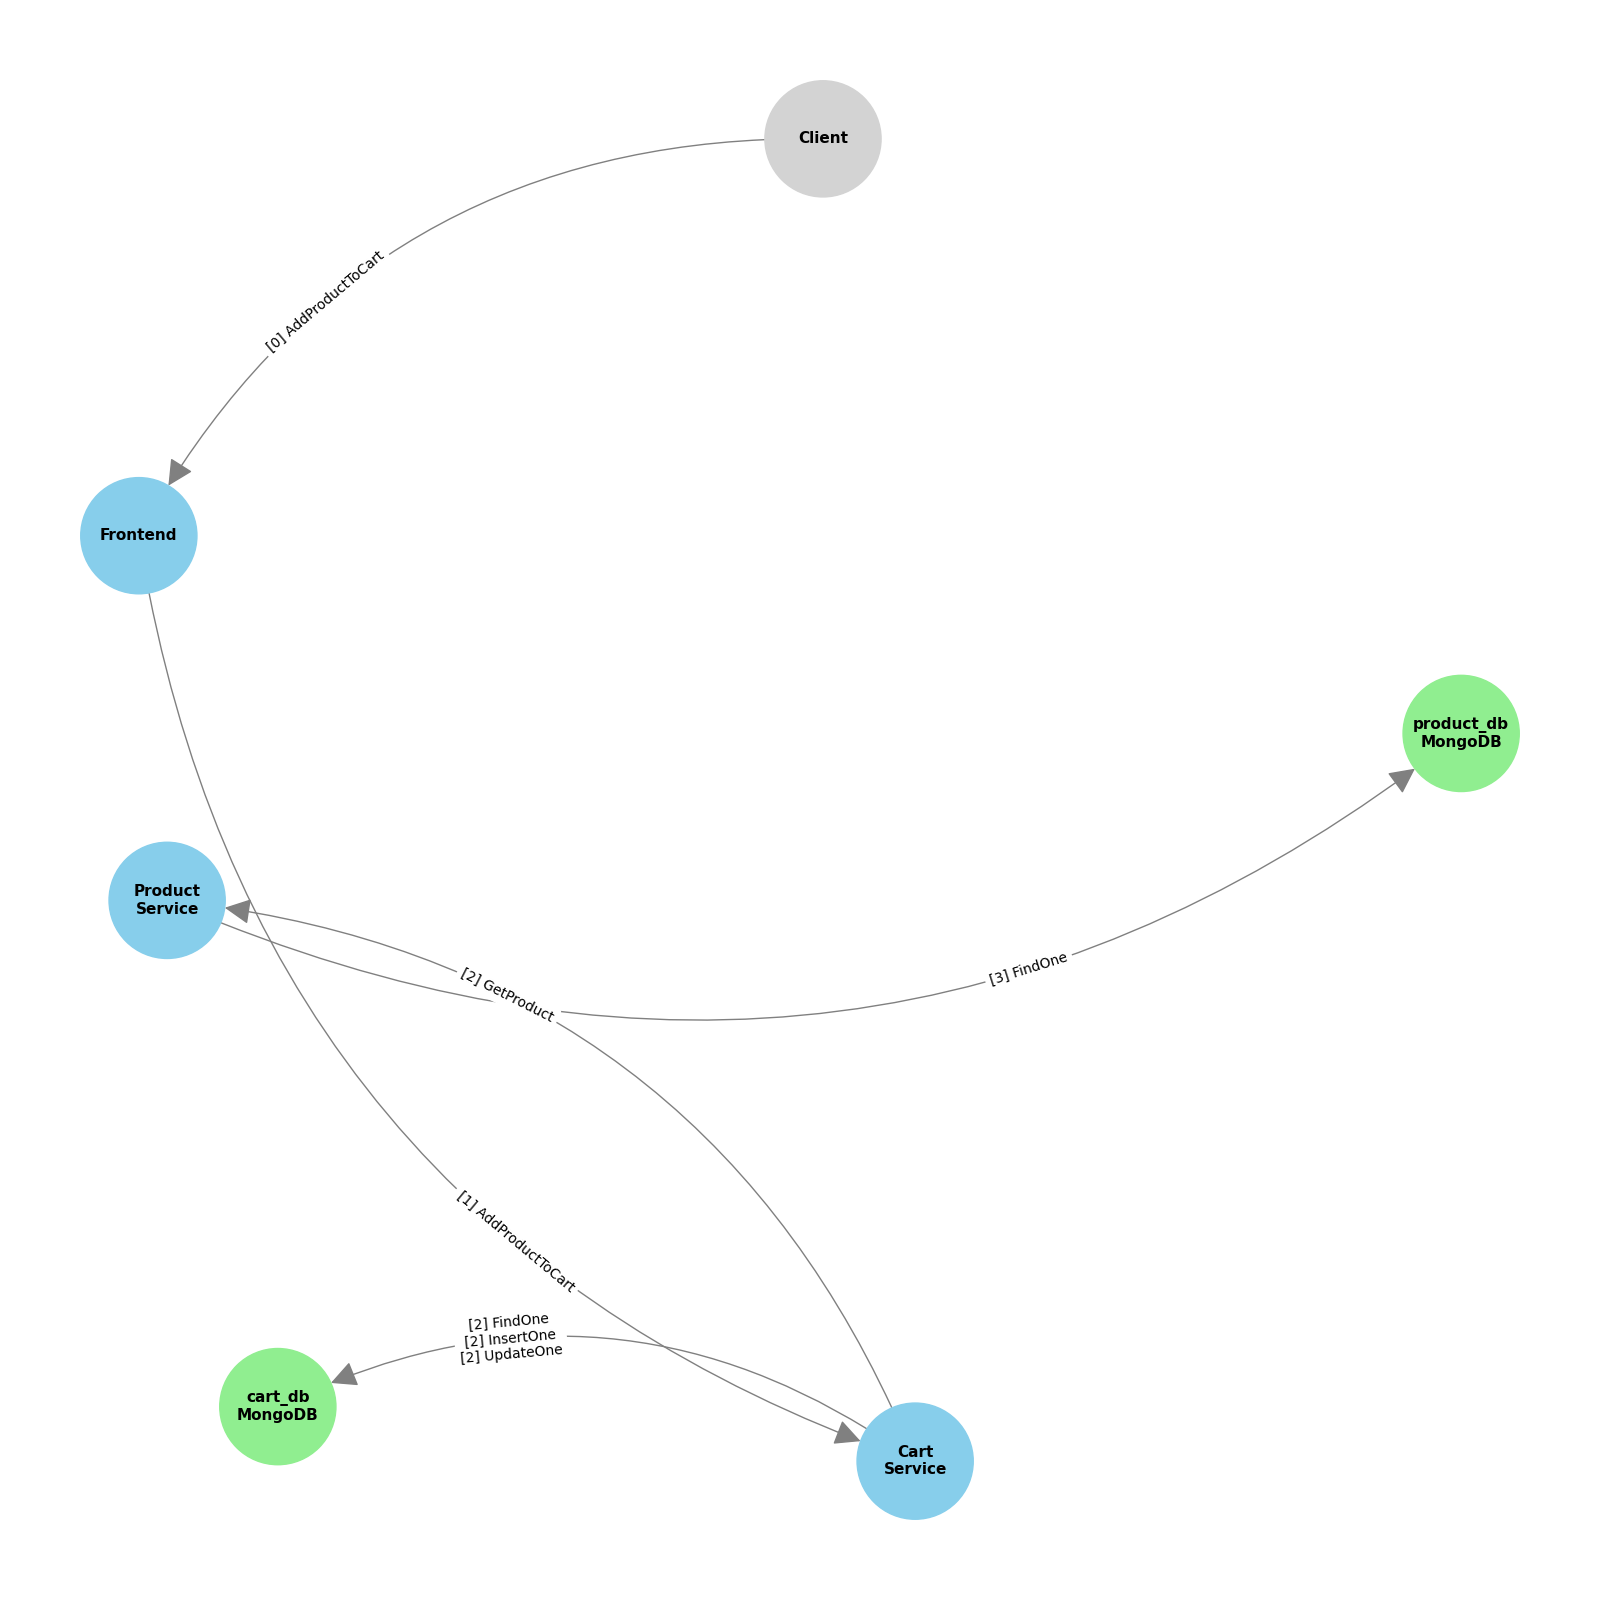 Client
[0] AddProductToCart
Frontend
product_db
MongoDB
Product
Service
[2] GetProduct
[3] FindOne
[1] AddProductToCart
[2] FindOne
[2] InsertOne
[2] UpdateOne
cart_db
MongoDB
Cart
Service